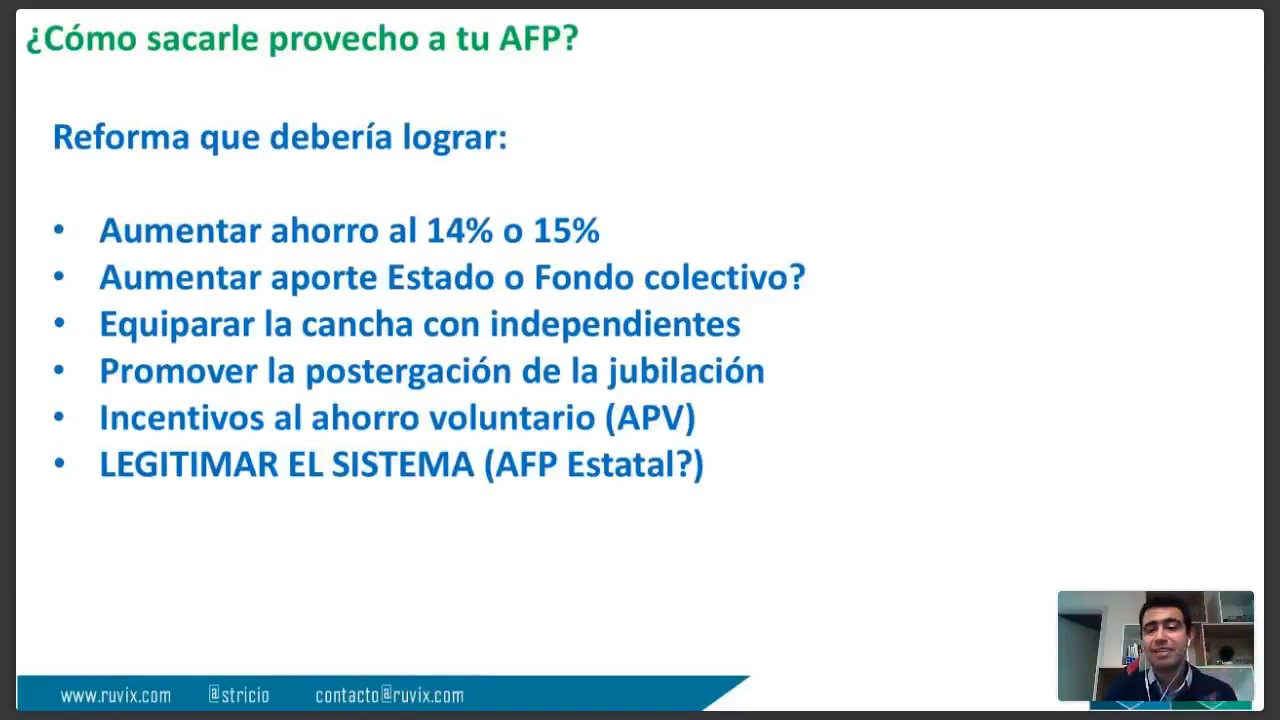 ¿Cómo sacarle provecho a tu AFP?
Reforma que debería lograr:
• Aumentar ahorro al 14% o 15%
• Aumentar aporte Estado o Fondo colectivo?
• Equiparar la cancha con independientes
• Promover la postergación de la jubilación
• Incentivos al ahorro voluntario (APV)
• LEGITIMAR EL SISTEMA (AFP Estatal?)
www.ruvix.com @stricio contacto@ruvix.com